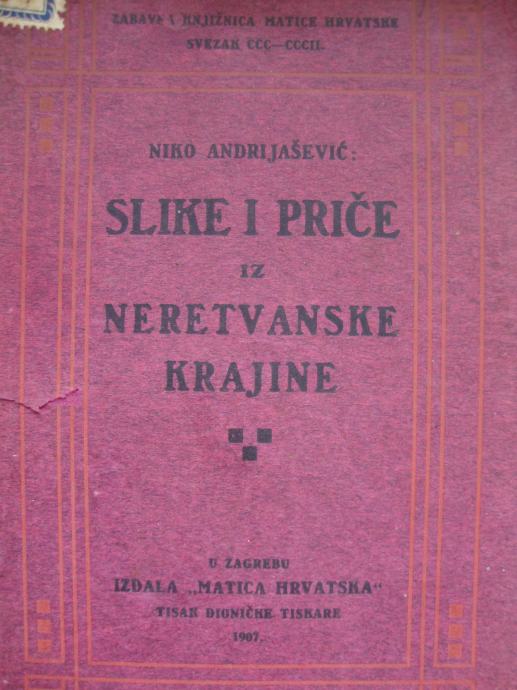 ZABAVNA KNJIŽNICA MATICE HRVATSKE
SVEZAK CCC—CCCII.
NIKO ANDRIJAŠEVIĆ:
SLIKE I PRIČE
IZ
NERETVANSKE
KRAJINE
U ZAGREBU
IZDALA „MATICA HRVATSKA“
TISAK DIONIČKE TISKARE
1907.